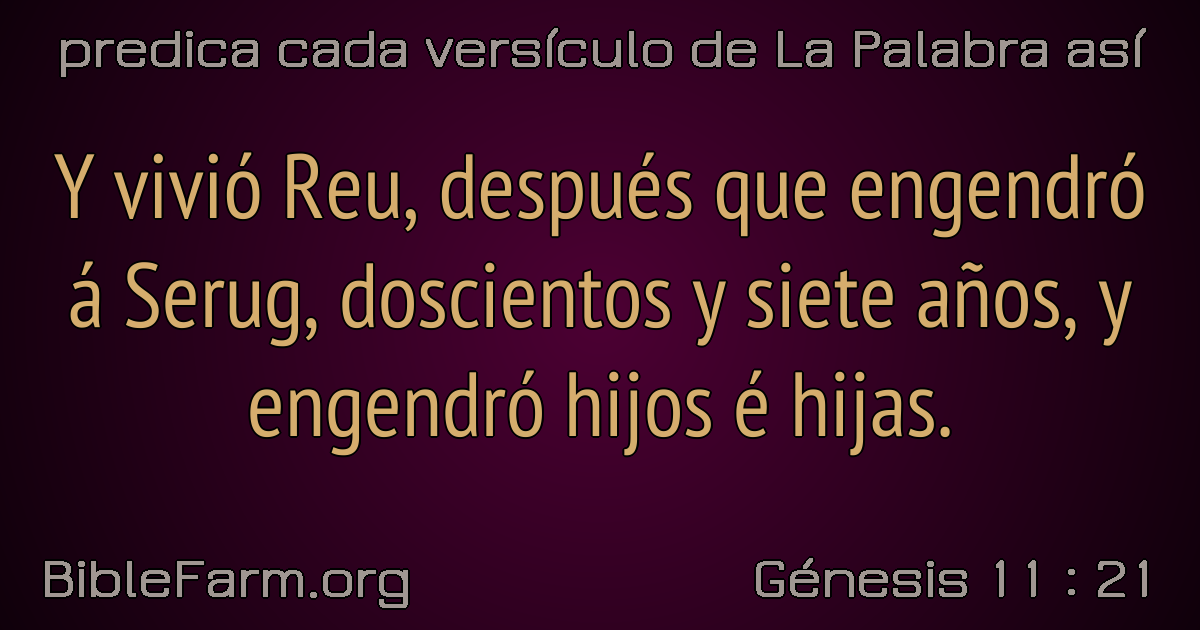 predica cada versículo de La Palabra así
Y vivió Reu, después que engendró
á Serug, doscientos y siete años, y
engendró hijos é hijas.
BibleFarm.org
Génesis 11 : 21